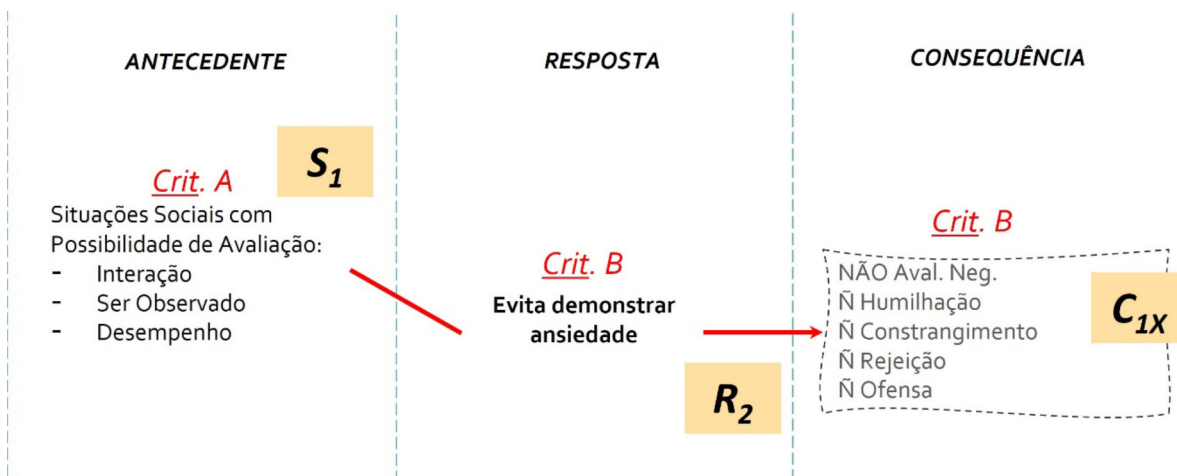 ANTECEDENTE
RESPOSTA
CONSEQUÊNCIA
S1
Crit. A
Situações Sociais com
Possibilidade de Avaliação:
- Interação
- Ser Observado
- Desempenho
Crit. B
Evita demonstrar
ansiedade
R2
Crit. B
NÃO Aval. Neg.
Ñ Humilhação
Ñ Constrangimento
Ñ Rejeição
Ñ Ofensa
C1X